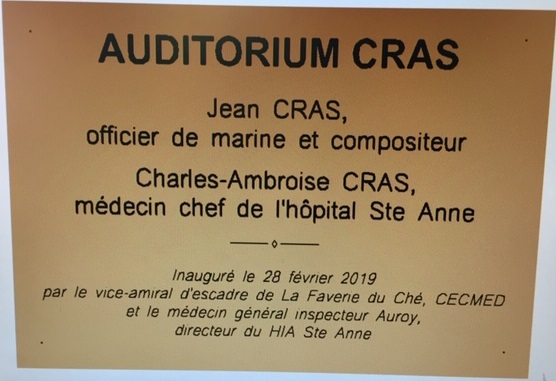 AUDITORIUM CRAS
Jean CRAS,
officier de marine et compositeur
Charles-Ambroise CRAS,
médecin chef de l'hôpital Ste Anne
Inauguré le 28 février 2019
par le vice-amiral d'escadre de La Faverie du Ché, CECMED
et le médecin général inspecteur Auroy,
directeur du HIA Ste Anne